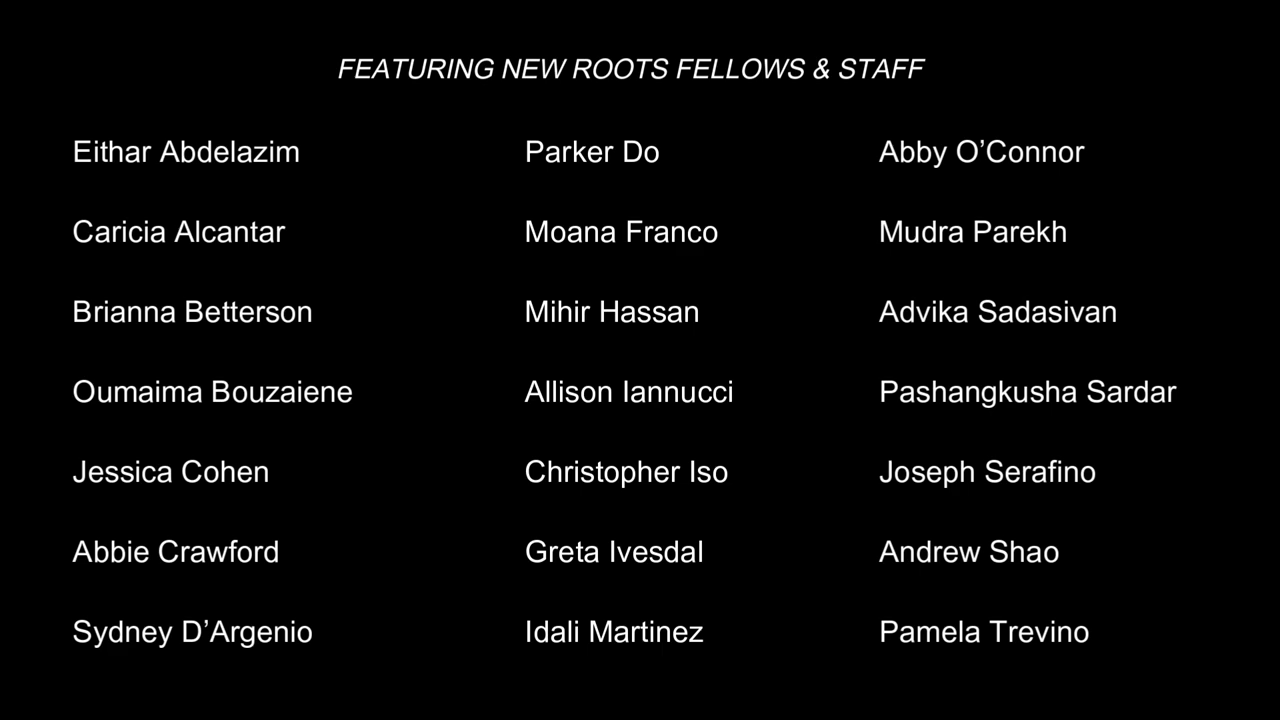 FEATURING NEW ROOTS FELLOWS & STAFF
Eithar Abdelazim
Caricia Alcantar
Brianna Betterson
Oumaima Bouzaiene
Jessica Cohen
Abbie Crawford
Sydney D’Argenio
Parker Do
Moana Franco
Mihir Hassan
Allison Iannucci
Christopher Iso
Greta Ivesdal
Idali Martinez
Abby O’Connor
Mudra Parekh
Advika Sadasivan
Pashangkusha Sardar
Joseph Serafino
Andrew Shao
Pamela Trevino